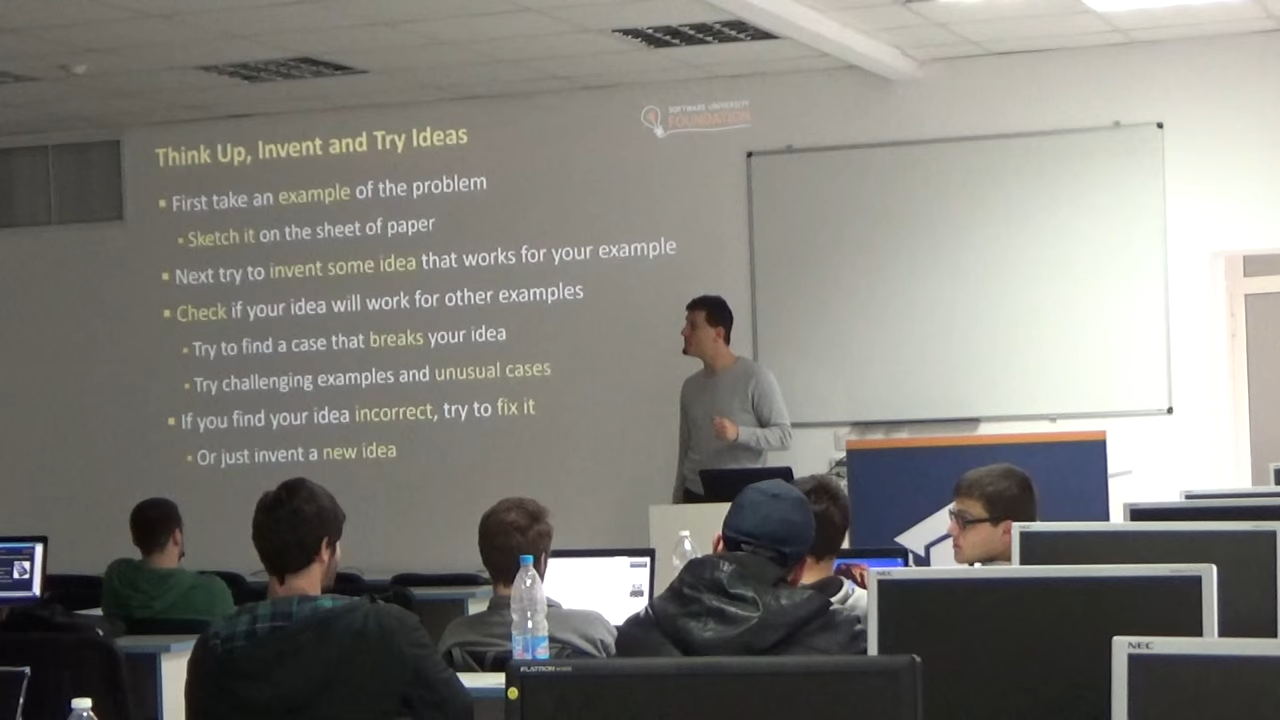 SOFTWARE UNIVERSITY
FOUNDATION
Think Up, Invent and Try Ideas
First take an example of the problem
Sketch it on the sheet of paper
Next try to invent some idea that works for your example
Check if your idea will work for other examples
Try to find a case that breaks your idea
Try challenging examples and unusual cases
If you find your idea incorrect, try to fix it
Or just invent a new idea
NEC
NEC
NEC
FLATRON